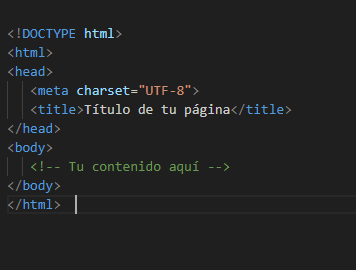 <!DOCTYPE html>
<html>
<head>
    <meta charset="UTF-8">
    <title>Título de tu página</title>
</head>
<body>
    <!-- Tu contenido aquí -->
</body>
</html>